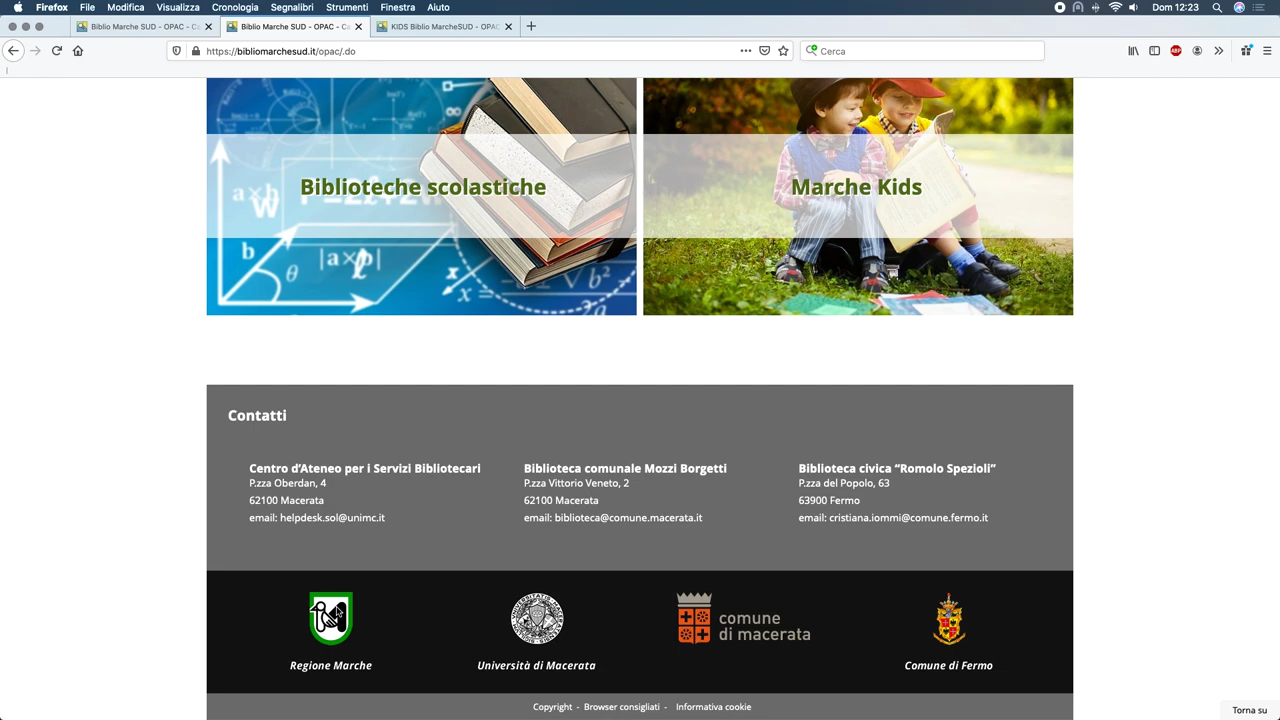 Firefox File Modifica Visualizza Cronologia Segnalibri Strumenti Finestra Aiuto Dom 12:23
Biblio Marche SUD - OPAC - Ca Biblio Marche SUD - OPAC - Ca KIDS Biblio MarcheSUD - OPAC
https://bibliomarchesud.it/opac/.do Cerca
ABP
Biblioteche scolastiche
Marche Kids
Contatti
Centro d'Ateneo per i Servizi Bibliotecari
P.zza Oberdan, 4
62100 Macerata
email: helpdesk.sol@unimc.it
Biblioteca comunale Mozzi Borgetti
P.zza Vittorio Veneto, 2
62100 Macerata
email: biblioteca@comune.macerata.it
Biblioteca civica “Romolo Spezioli”
P.zza del Popolo, 63
63900 Fermo
email: cristiana.iommi@comune.fermo.it
Regione Marche
Università di Macerata
comune
di macerata
Comune di Fermo
Copyright - Browser consigliati - Informativa cookie
Torna su